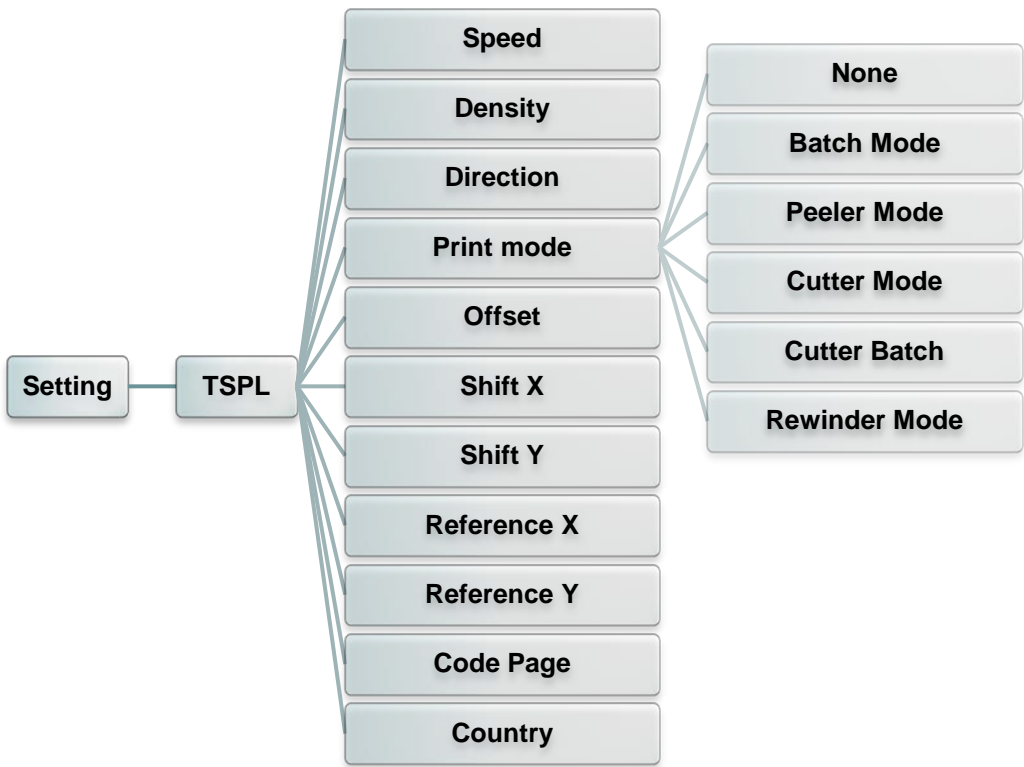 Setting
TSPL
Speed
Density
Direction
Print mode
Offset
Shift X
Shift Y
Reference X
Reference Y
Code Page
Country
None
Batch Mode
Peeler Mode
Cutter Mode
Cutter Batch
Rewinder Mode